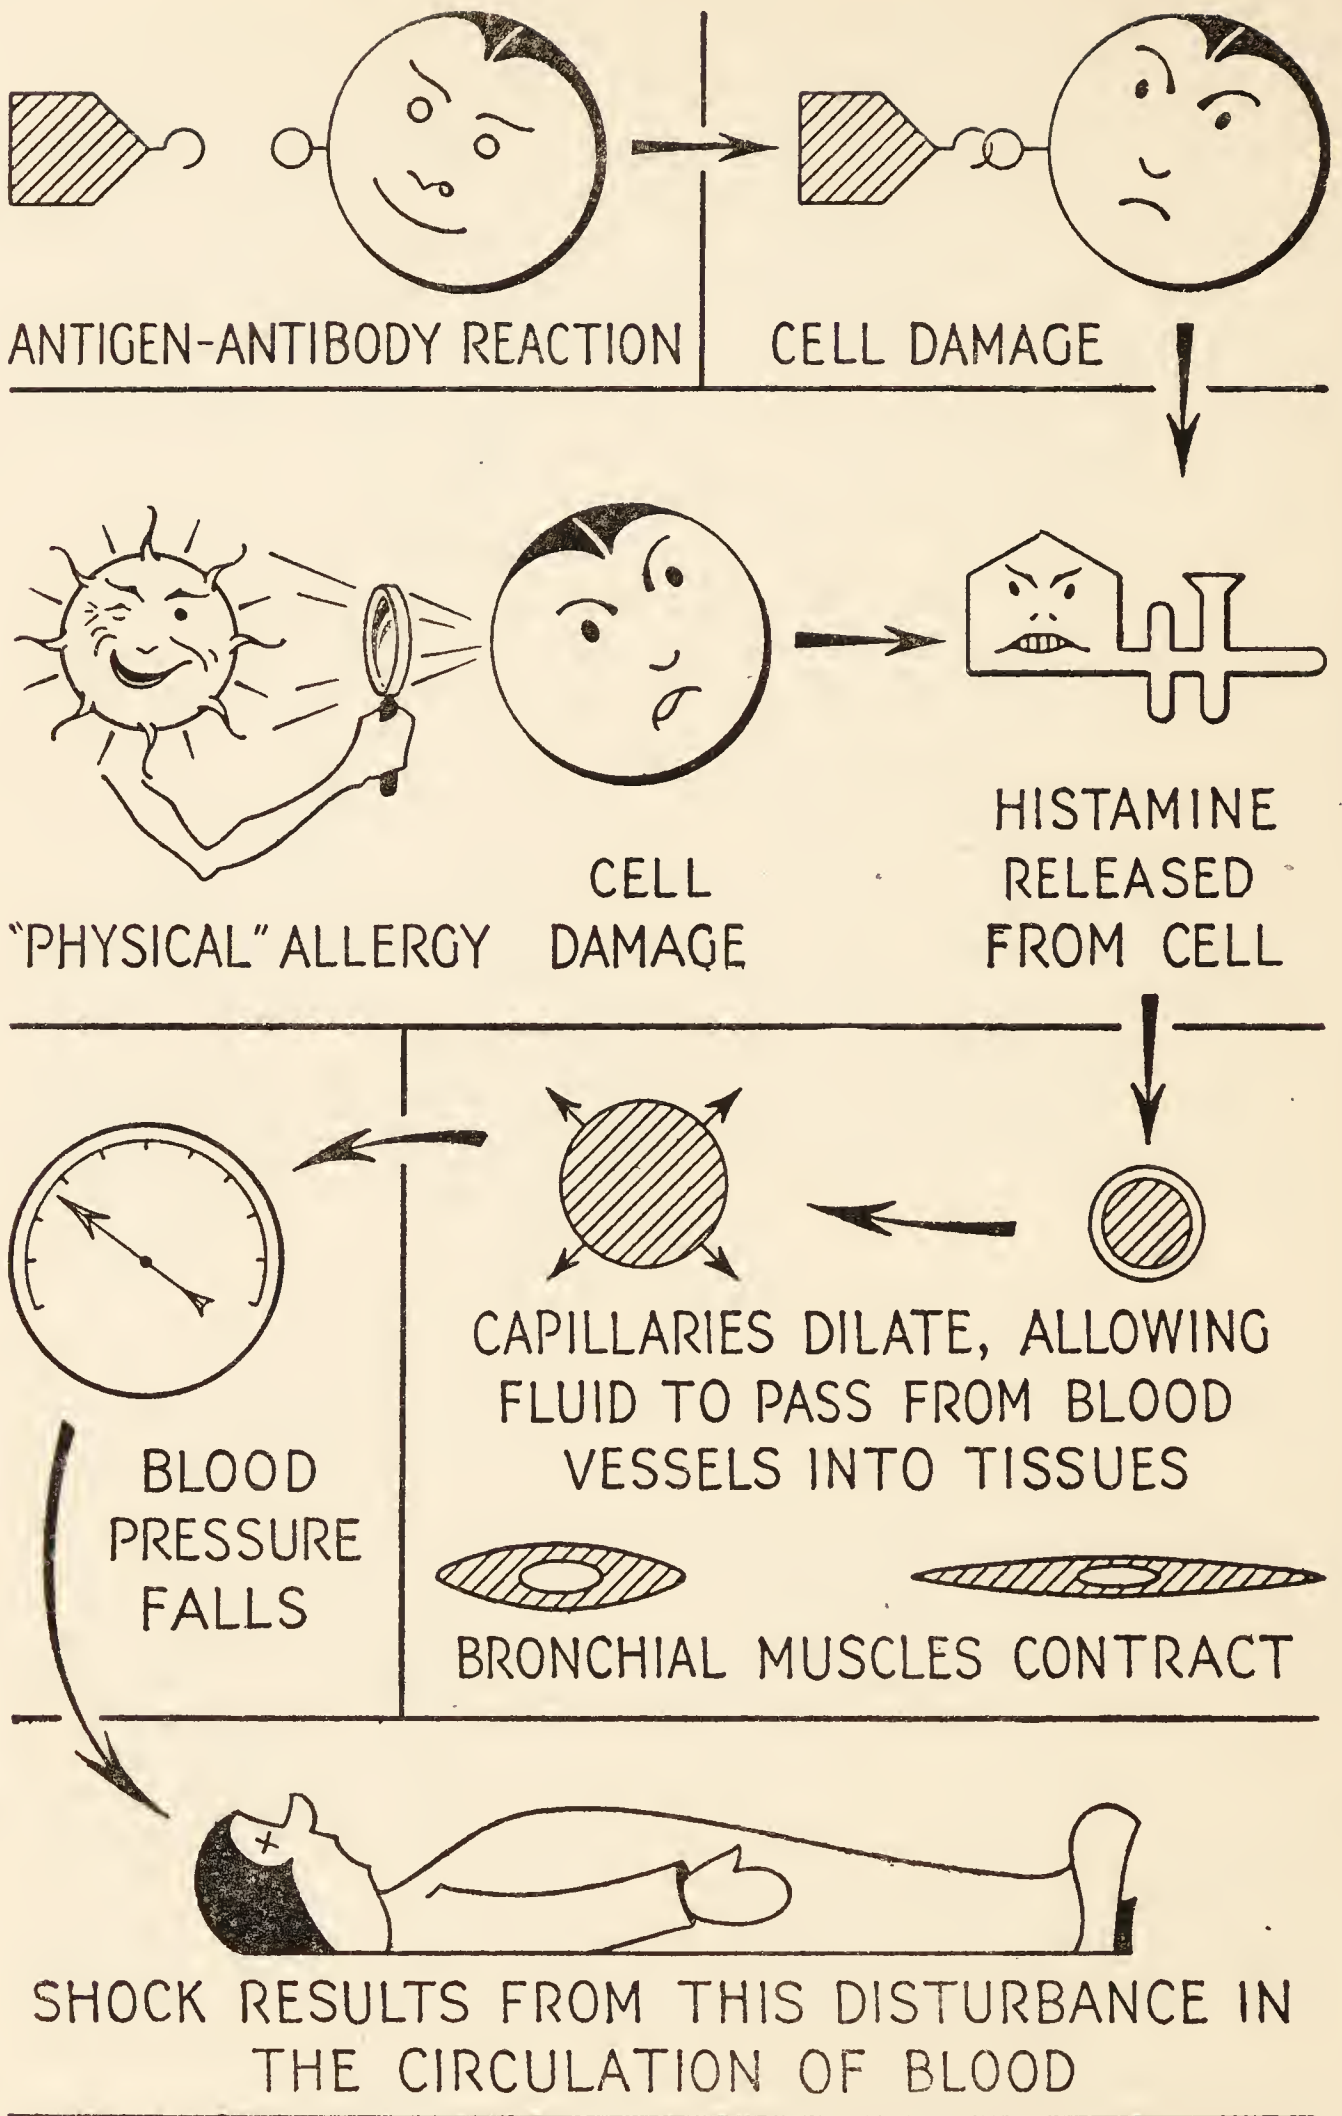 ANTIGEN-ANTIBODY REACTION
CELL DAMAGE
"PHYSICAL" ALLERGY
CELL
DAMAGE
HISTAMINE
RELEASED
FROM CELL
CAPILLARIES DILATE, ALLOWING
FLUID TO PASS FROM BLOOD
VESSELS INTO TISSUES
BRONCHIAL MUSCLES CONTRACT
BLOOD
PRESSURE
FALLS
SHOCK RESULTS FROM THIS DISTURBANCE IN
THE CIRCULATION OF BLOOD